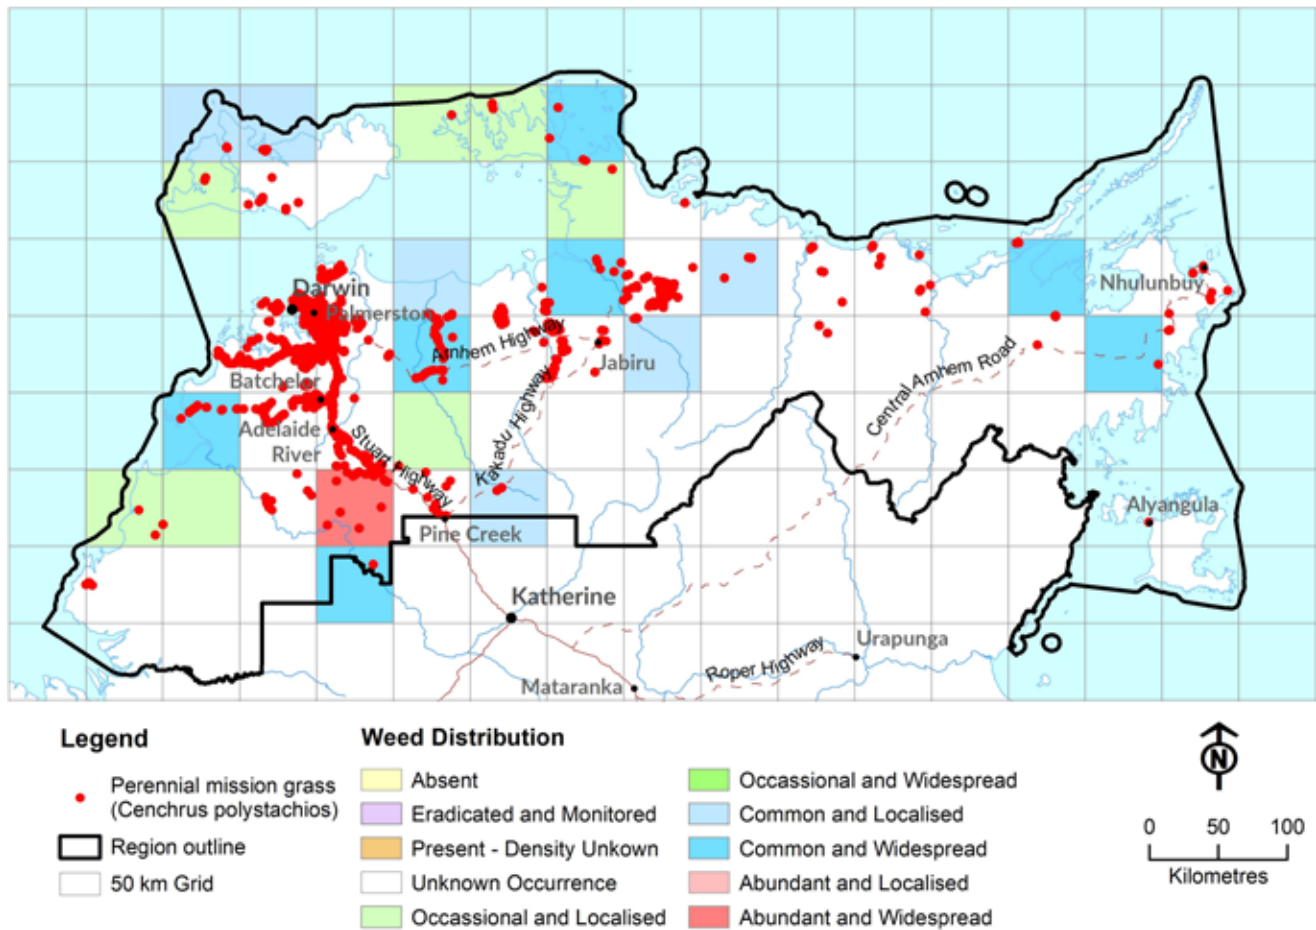 Darwin
Palmerston
Nhulunbuy
Arnhem Highway
Jabiru
Batchelor
Central Arnhem Road
Kakadu Highway
Adelaide
River
Stuart Highway
Alyangula
Pine Creek
Katherine
Urapunga
Roper Highway
Mataranka
Legend
Perennial mission grass
(Cenchrus polystachios)
Region outline
50 km Grid
Weed Distribution
Absent
Eradicated and Monitored
Present - Density Unkown
Unknown Occurrence
Occassional and Localised
Occassional and Widespread
Common and Localised
Common and Widespread
Abundant and Localised
Abundant and Widespread
N
0 50 100
Kilometres